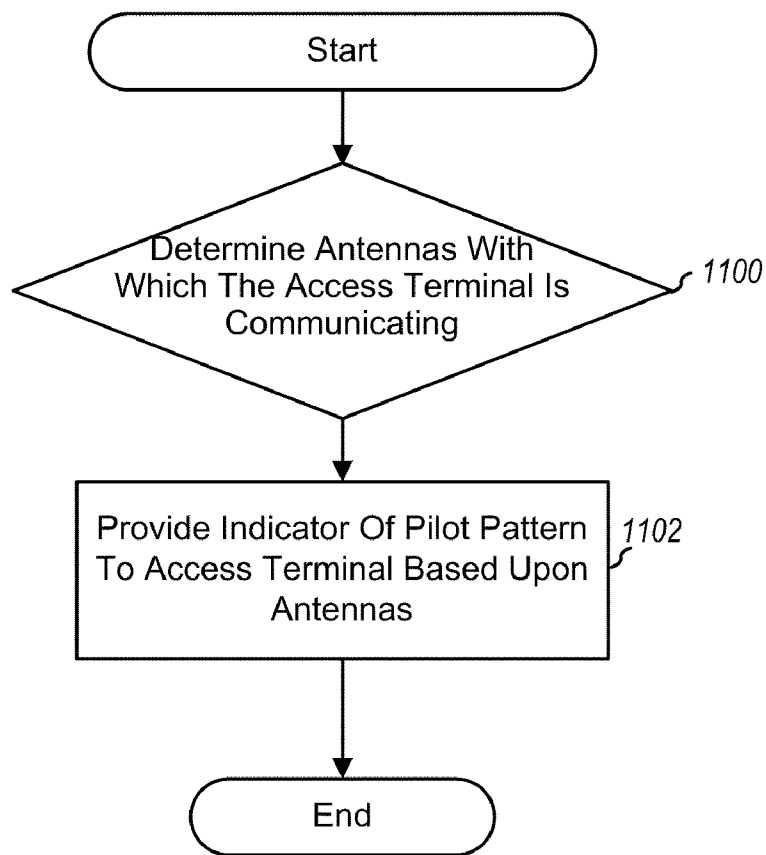 Start
Determine Antennas With
Which The Access Terminal Is
Communicating
1100
Provide Indicator Of Pilot Pattern
To Access Terminal Based Upon
Antennas
1102
End